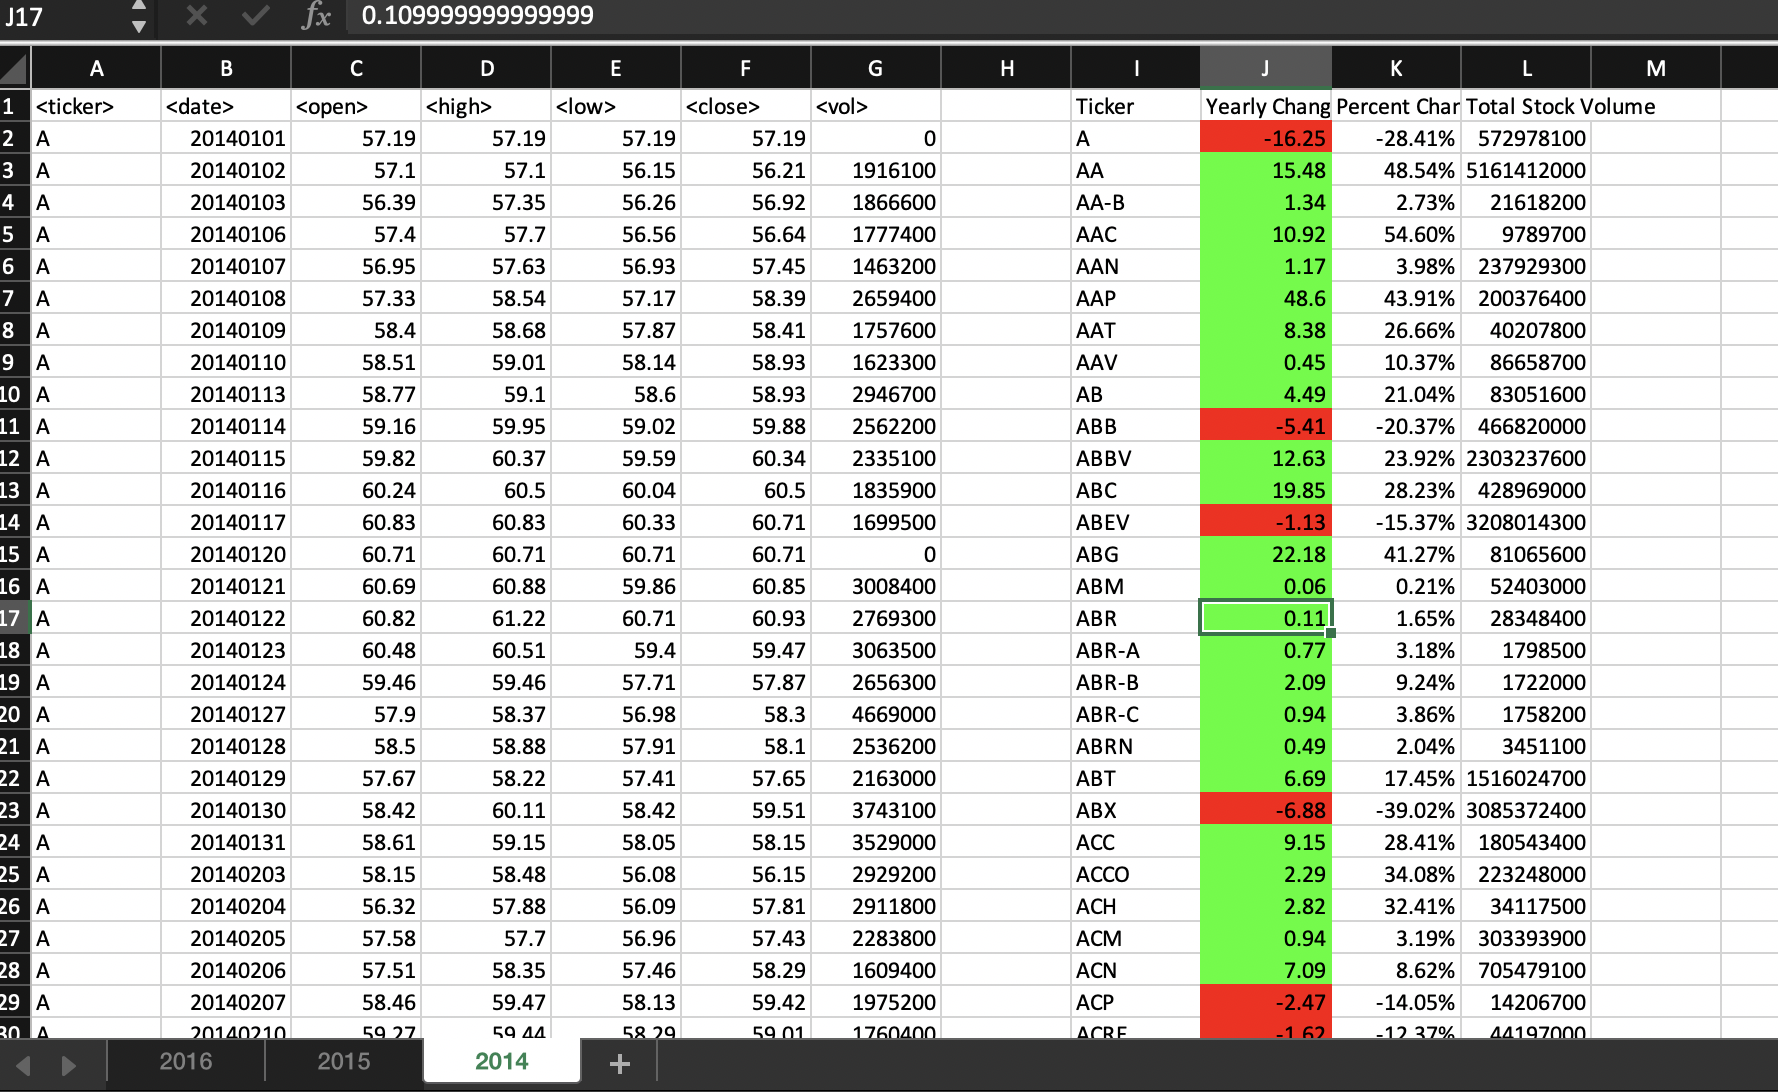 J17 fx 0.109999999999999
A B C D E F G H I J K L M
1 <ticker> <date> <open> <high> <low> <close> <vol> Ticker Yearly Chang Percent Char Total Stock Volume
2 A 20140101 57.19 57.19 57.19 57.19 0 A -16.25 -28.41% 572978100
3 A 20140102 57.1 57.1 56.15 56.21 1916100 AA 15.48 48.54% 5161412000
4 A 20140103 56.39 57.35 56.26 56.92 1866600 AA-B 1.34 2.73% 21618200
5 A 20140106 57.4 57.7 56.56 56.64 1777400 AAC 10.92 54.60% 9789700
6 A 20140107 56.95 57.63 56.93 57.45 1463200 AAN 1.17 3.98% 237929300
7 A 20140108 57.33 58.54 57.17 58.39 2659400 AAP 48.6 43.91% 200376400
8 A 20140109 58.4 58.68 57.87 58.41 1757600 AAT 8.38 26.66% 40207800
9 A 20140110 58.51 59.01 58.14 58.93 1623300 AAV 0.45 10.37% 86658700
10 A 20140113 58.77 59.1 58.6 58.93 2946700 AB 4.49 21.04% 83051600
11 A 20140114 59.16 59.95 59.02 59.88 2562200 ABB -5.41 -20.37% 466820000
12 A 20140115 59.82 60.37 59.59 60.34 2335100 ABBV 12.63 23.92% 2303237600
13 A 20140116 60.24 60.5 60.04 60.5 1835900 ABC 19.85 28.23% 428969000
14 A 20140117 60.83 60.83 60.33 60.71 1699500 ABEV -1.13 -15.37% 3208014300
15 A 20140120 60.71 60.71 60.71 60.71 0 ABG 22.18 41.27% 81065600
16 A 20140121 60.69 60.88 59.86 60.85 3008400 ABM 0.06 0.21% 52403000
17 A 20140122 60.82 61.22 60.71 60.93 2769300 ABR 0.11 1.65% 28348400
18 A 20140123 60.48 60.51 59.4 59.47 3063500 ABR-A 0.77 3.18% 1798500
19 A 20140124 59.46 59.46 57.71 57.87 2656300 ABR-B 2.09 9.24% 1722000
20 A 20140127 57.9 58.37 56.98 58.3 4669000 ABR-C 0.94 3.86% 1758200
21 A 20140128 58.5 58.88 57.91 58.1 2536200 ABRN 0.49 2.04% 3451100
22 A 20140129 57.67 58.22 57.41 57.65 2163000 ABT 6.69 17.45% 1516024700
23 A 20140130 58.42 60.11 58.42 59.51 3743100 ABX -6.88 -39.02% 3085372400
24 A 20140131 58.61 59.15 58.05 58.15 3529000 ACC 9.15 28.41% 180543400
25 A 20140203 58.15 58.48 56.08 56.15 2929200 ACCO 2.29 34.08% 223248000
26 A 20140204 56.32 57.88 56.09 57.81 2911800 ACH 2.82 32.41% 34117500
27 A 20140205 57.58 57.7 56.96 57.43 2283800 ACM 0.94 3.19% 303393900
28 A 20140206 57.51 58.35 57.46 58.29 1609400 ACN 7.09 8.62% 705479100
29 A 20140207 58.46 59.47 58.13 59.42 1975200 ACP -2.47 -14.05% 14206700
30 A 20140210 59.27 59.44 58.29 59.01 1760400 ACRE -1.62 -12.37% 44197000
2016 2015 2014 +